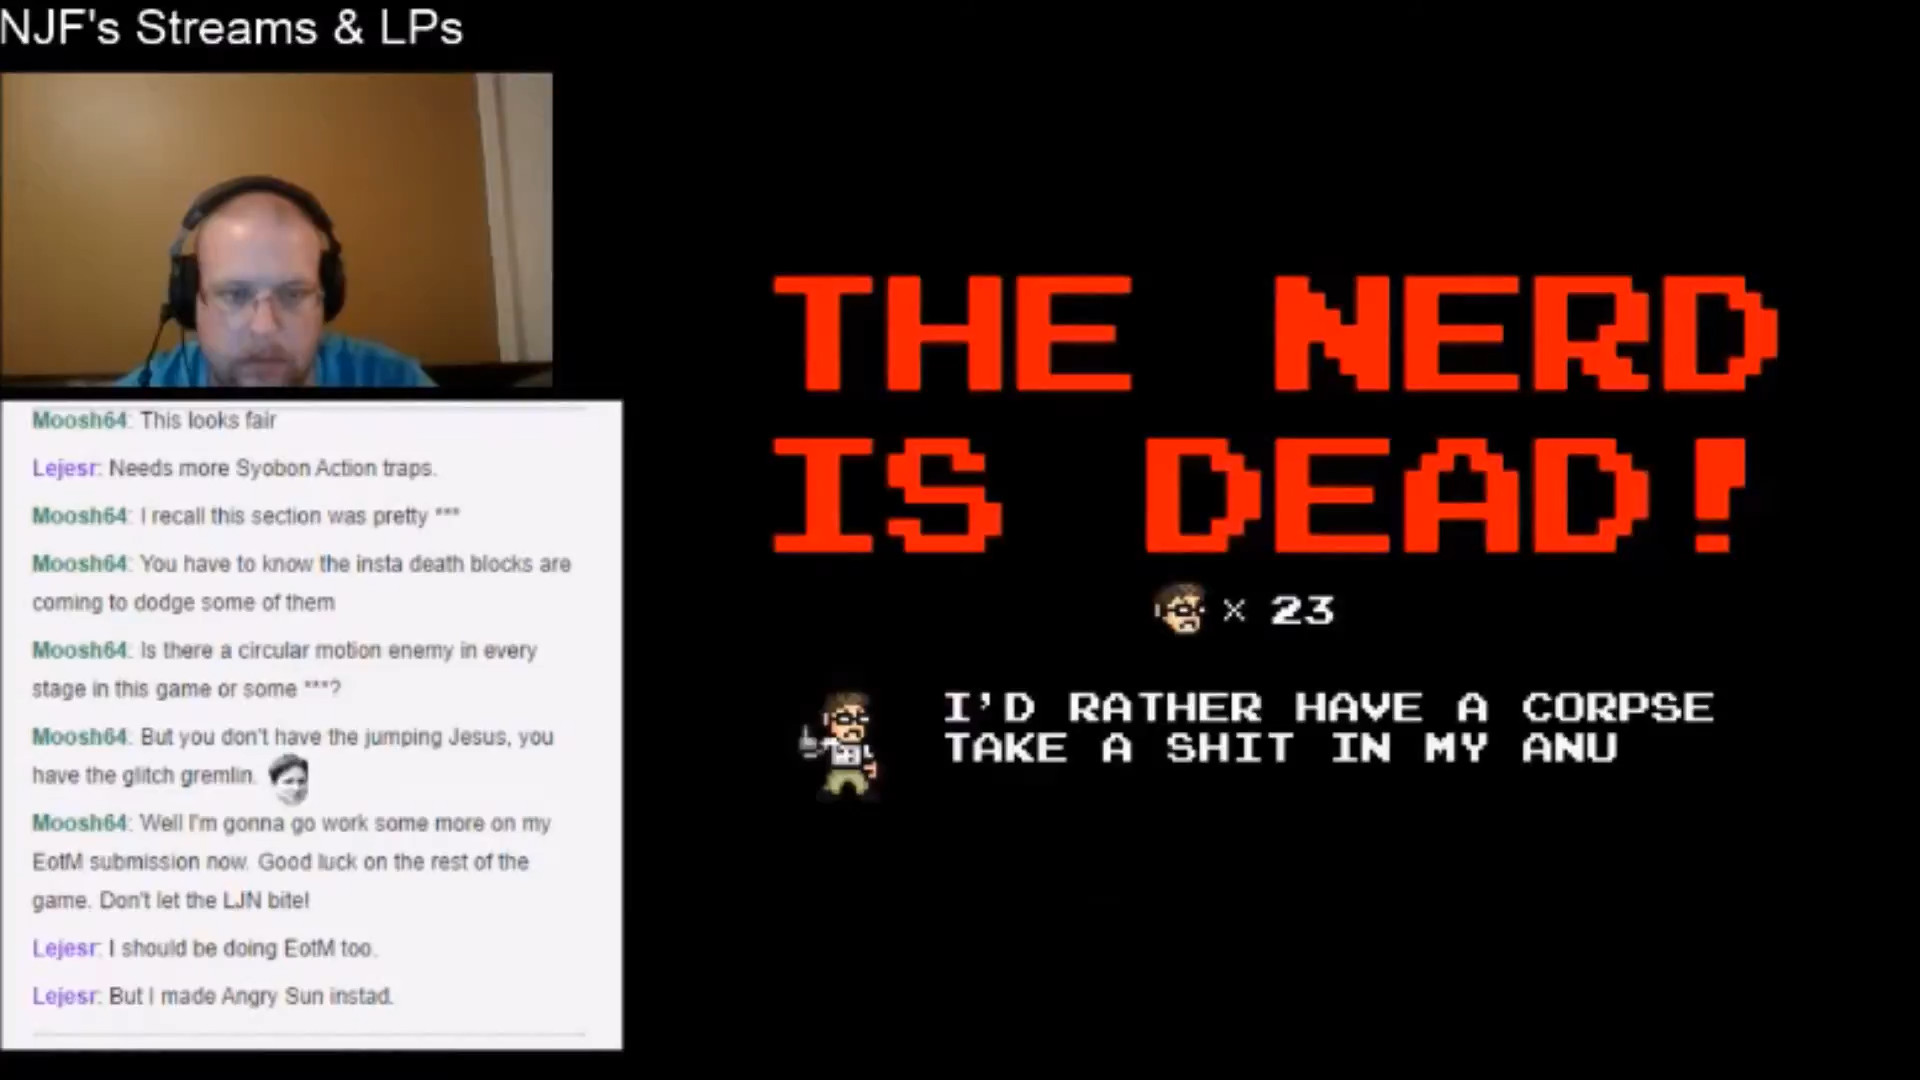 NJF's Streams & LPs
Moosh64: This looks fair
Lejesr: Needs more Syobon Action traps.
Moosh64: I recall this section was pretty ***
Moosh64: You have to know the insta death blocks are
coming to dodge some of them
Moosh64: Is there a circular motion enemy in every
stage in this game or some ***?
Moosh64: But you don't have the jumping Jesus, you
have the glitch gremlin.
Moosh64: Well I'm gonna go work some more on my
EotM submission now. Good luck on the rest of the
game. Don't let the LJN bite!
Lejesr: I should be doing EotM too.
Lejesr: But I made Angry Sun instad.
THE NERD
IS DEAD!
× 23
I'D RATHER HAVE A CORPSE
TAKE A SHIT IN MY ANU